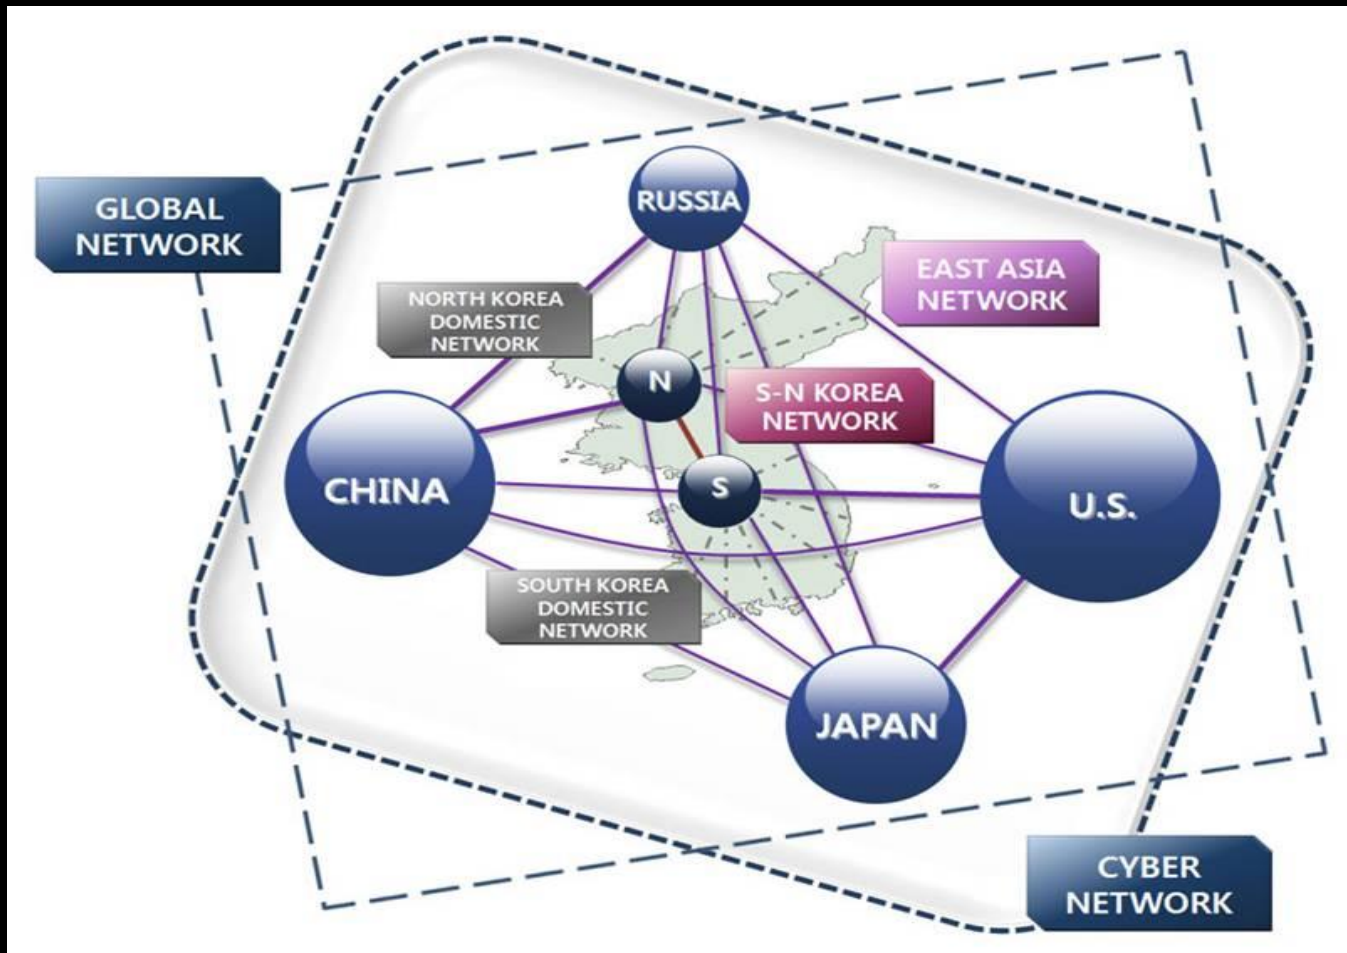 RUSSIA
GLOBAL
NETWORK
EAST ASIA
NETWORK
NORTH KOREA
DOMESTIC
NETWORK
N
S-N KOREA
NETWORK
CHINA
S
U.S.
SOUTH KOREA
DOMESTIC
NETWORK
JAPAN
CYBER
NETWORK